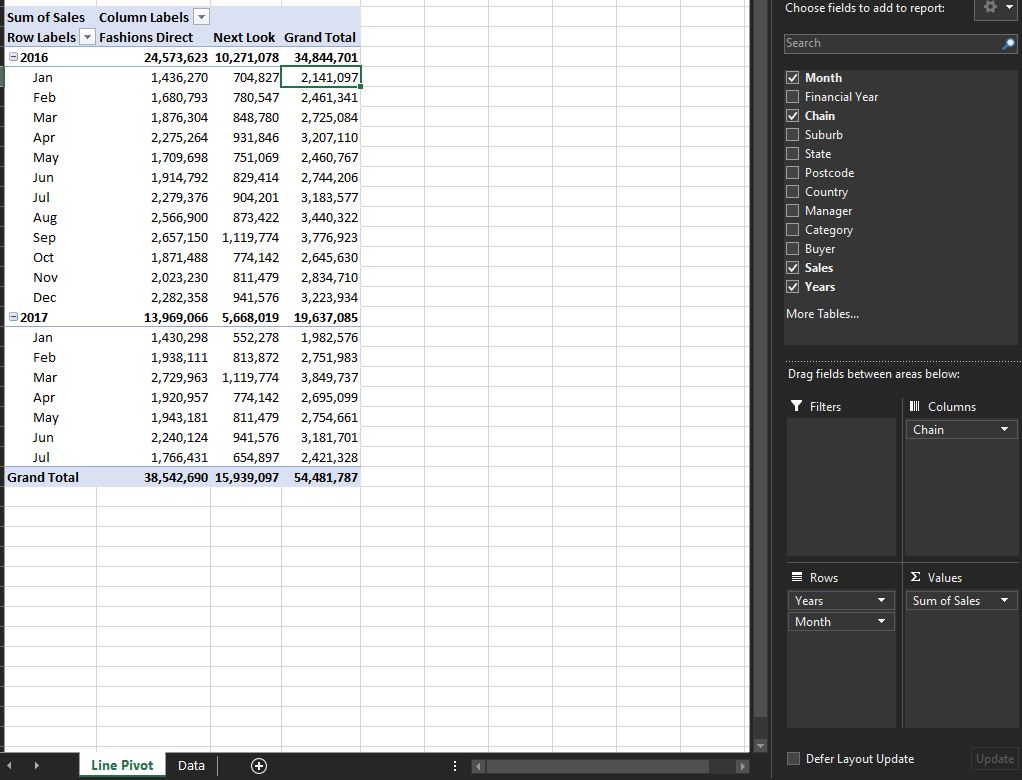 Sum of Sales Column Labels
Row Labels Fashions Direct Next Look Grand Total
2016 24,573,623 10,271,078 34,844,701
Jan 1,436,270 704,827 2,141,097
Feb 1,680,793 780,547 2,461,341
Mar 1,876,304 848,780 2,725,084
Apr 2,275,264 931,846 3,207,110
May 1,709,698 751,069 2,460,767
Jun 1,914,792 829,414 2,744,206
Jul 2,279,376 904,201 3,183,577
Aug 2,566,900 873,422 3,440,322
Sep 2,657,150 1,119,774 3,776,923
Oct 1,871,488 774,142 2,645,630
Nov 2,023,230 811,479 2,834,710
Dec 2,282,358 941,576 3,223,934
2017 13,969,066 5,668,019 19,637,085
Jan 1,430,298 552,278 1,982,576
Feb 1,938,111 813,872 2,751,983
Mar 2,729,963 1,119,774 3,849,737
Apr 1,920,957 774,142 2,695,099
May 1,943,181 811,479 2,754,661
Jun 2,240,124 941,576 3,181,701
Jul 1,766,431 654,897 2,421,328
Grand Total 38,542,690 15,939,097 54,481,787
Line Pivot Data
Choose fields to add to report:
Search
Month
Financial Year
Chain
Suburb
State
Postcode
Country
Manager
Category
Buyer
Sales
Years
More Tables...
Drag fields between areas below:
Filters
Columns
Chain
Rows
Years
Month
Σ Values
Sum of Sales
Defer Layout Update
Update